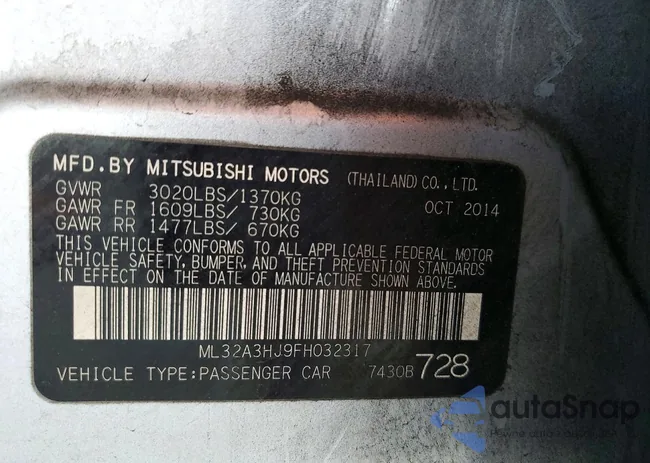 MFD.BY MITSUBISHI MOTORS (THAILAND)CO.,LTD.
GVWR 3020LBS/1370KG OCT 2014
GAWR FR 1609LBS/ 730KG
GAWR RR 1477LBS/ 670KG
THIS VEHICLE CONFORMS TO ALL APPLICABLE FEDERAL MOTOR
VEHICLE SAFETY, BUMPER, AND THEFT PREVENTION STANDARDS
IN EFFECT ON THE DATE OF MANUFACTURE SHOWN ABOVE.
ML32A3HJ9FH032317
VEHICLE TYPE:PASSENGER CAR 7430B 728
autaSnap